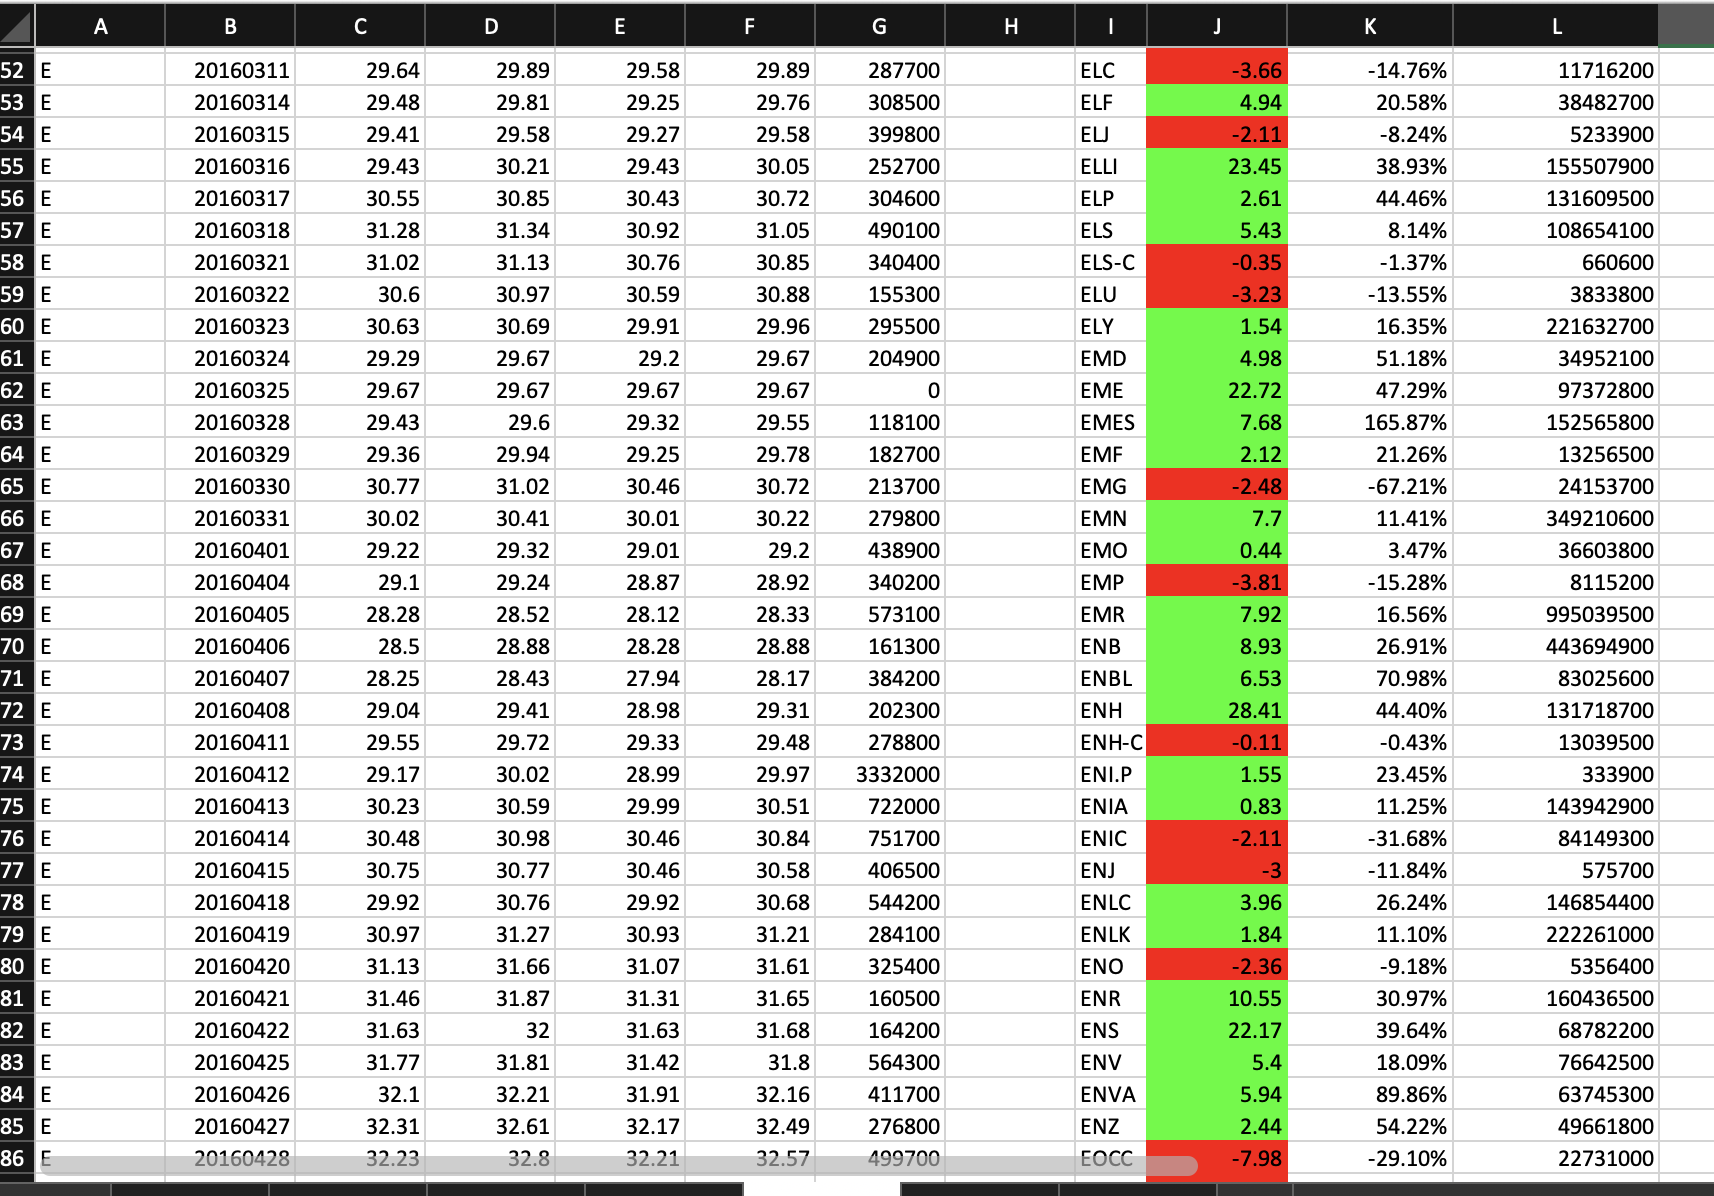 A B C D E F G H I J K L
52 E 20160311 29.64 29.89 29.58 29.89 287700 ELC -3.66 -14.76% 11716200
53 E 20160314 29.48 29.81 29.25 29.76 308500 ELF 4.94 20.58% 38482700
54 E 20160315 29.41 29.58 29.27 29.58 399800 ELJ -2.11 -8.24% 5233900
55 E 20160316 29.43 30.21 29.43 30.05 252700 ELLI 23.45 38.93% 155507900
56 E 20160317 30.55 30.85 30.43 30.72 304600 ELP 2.61 44.46% 131609500
57 E 20160318 31.28 31.34 30.92 31.05 490100 ELS 5.43 8.14% 108654100
58 E 20160321 31.02 31.13 30.76 30.85 340400 ELS-C -0.35 -1.37% 660600
59 E 20160322 30.6 30.97 30.59 30.88 155300 ELU -3.23 -13.55% 3833800
60 E 20160323 30.63 30.69 29.91 29.96 295500 ELY 1.54 16.35% 221632700
61 E 20160324 29.29 29.67 29.2 29.67 204900 EMD 4.98 51.18% 34952100
62 E 20160325 29.67 29.67 29.67 29.67 0 EME 22.72 47.29% 97372800
63 E 20160328 29.43 29.6 29.32 29.55 118100 EMES 7.68 165.87% 152565800
64 E 20160329 29.36 29.94 29.25 29.78 182700 EMF 2.12 21.26% 13256500
65 E 20160330 30.77 31.02 30.46 30.72 213700 EMG -2.48 -67.21% 24153700
66 E 20160331 30.02 30.41 30.01 30.22 279800 EMN 7.7 11.41% 349210600
67 E 20160401 29.22 29.32 29.01 29.2 438900 EMO 0.44 3.47% 36603800
68 E 20160404 29.1 29.24 28.87 28.92 340200 EMP -3.81 -15.28% 8115200
69 E 20160405 28.28 28.52 28.12 28.33 573100 EMR 7.92 16.56% 995039500
70 E 20160406 28.5 28.88 28.28 28.88 161300 ENB 8.93 26.91% 443694900
71 E 20160407 28.25 28.43 27.94 28.17 384200 ENBL 6.53 70.98% 83025600
72 E 20160408 29.04 29.41 28.98 29.31 202300 ENH 28.41 44.40% 131718700
73 E 20160411 29.55 29.72 29.33 29.48 278800 ENH-C -0.11 -0.43% 13039500
74 E 20160412 29.17 30.02 28.99 29.97 3332000 ENI.P 1.55 23.45% 333900
75 E 20160413 30.23 30.59 29.99 30.51 722000 ENIA 0.83 11.25% 143942900
76 E 20160414 30.48 30.98 30.46 30.84 751700 ENIC -2.11 -31.68% 84149300
77 E 20160415 30.75 30.77 30.46 30.58 406500 ENJ -3 -11.84% 575700
78 E 20160418 29.92 30.76 29.92 30.68 544200 ENLC 3.96 26.24% 146854400
79 E 20160419 30.97 31.27 30.93 31.21 284100 ENLK 1.84 11.10% 222261000
80 E 20160420 31.13 31.66 31.07 31.61 325400 ENO -2.36 -9.18% 5356400
81 E 20160421 31.46 31.87 31.31 31.65 160500 ENR 10.55 30.97% 160436500
82 E 20160422 31.63 32 31.63 31.68 164200 ENS 22.17 39.64% 68782200
83 E 20160425 31.77 31.81 31.42 31.8 564300 ENV 5.4 18.09% 76642500
84 E 20160426 32.1 32.21 31.91 32.16 411700 ENVA 5.94 89.86% 63745300
85 E 20160427 32.31 32.61 32.17 32.49 276800 ENZ 2.44 54.22% 49661800
86 E 20160428 32.23 32.8 32.21 32.57 499700 EOCC -7.98 -29.10% 22731000